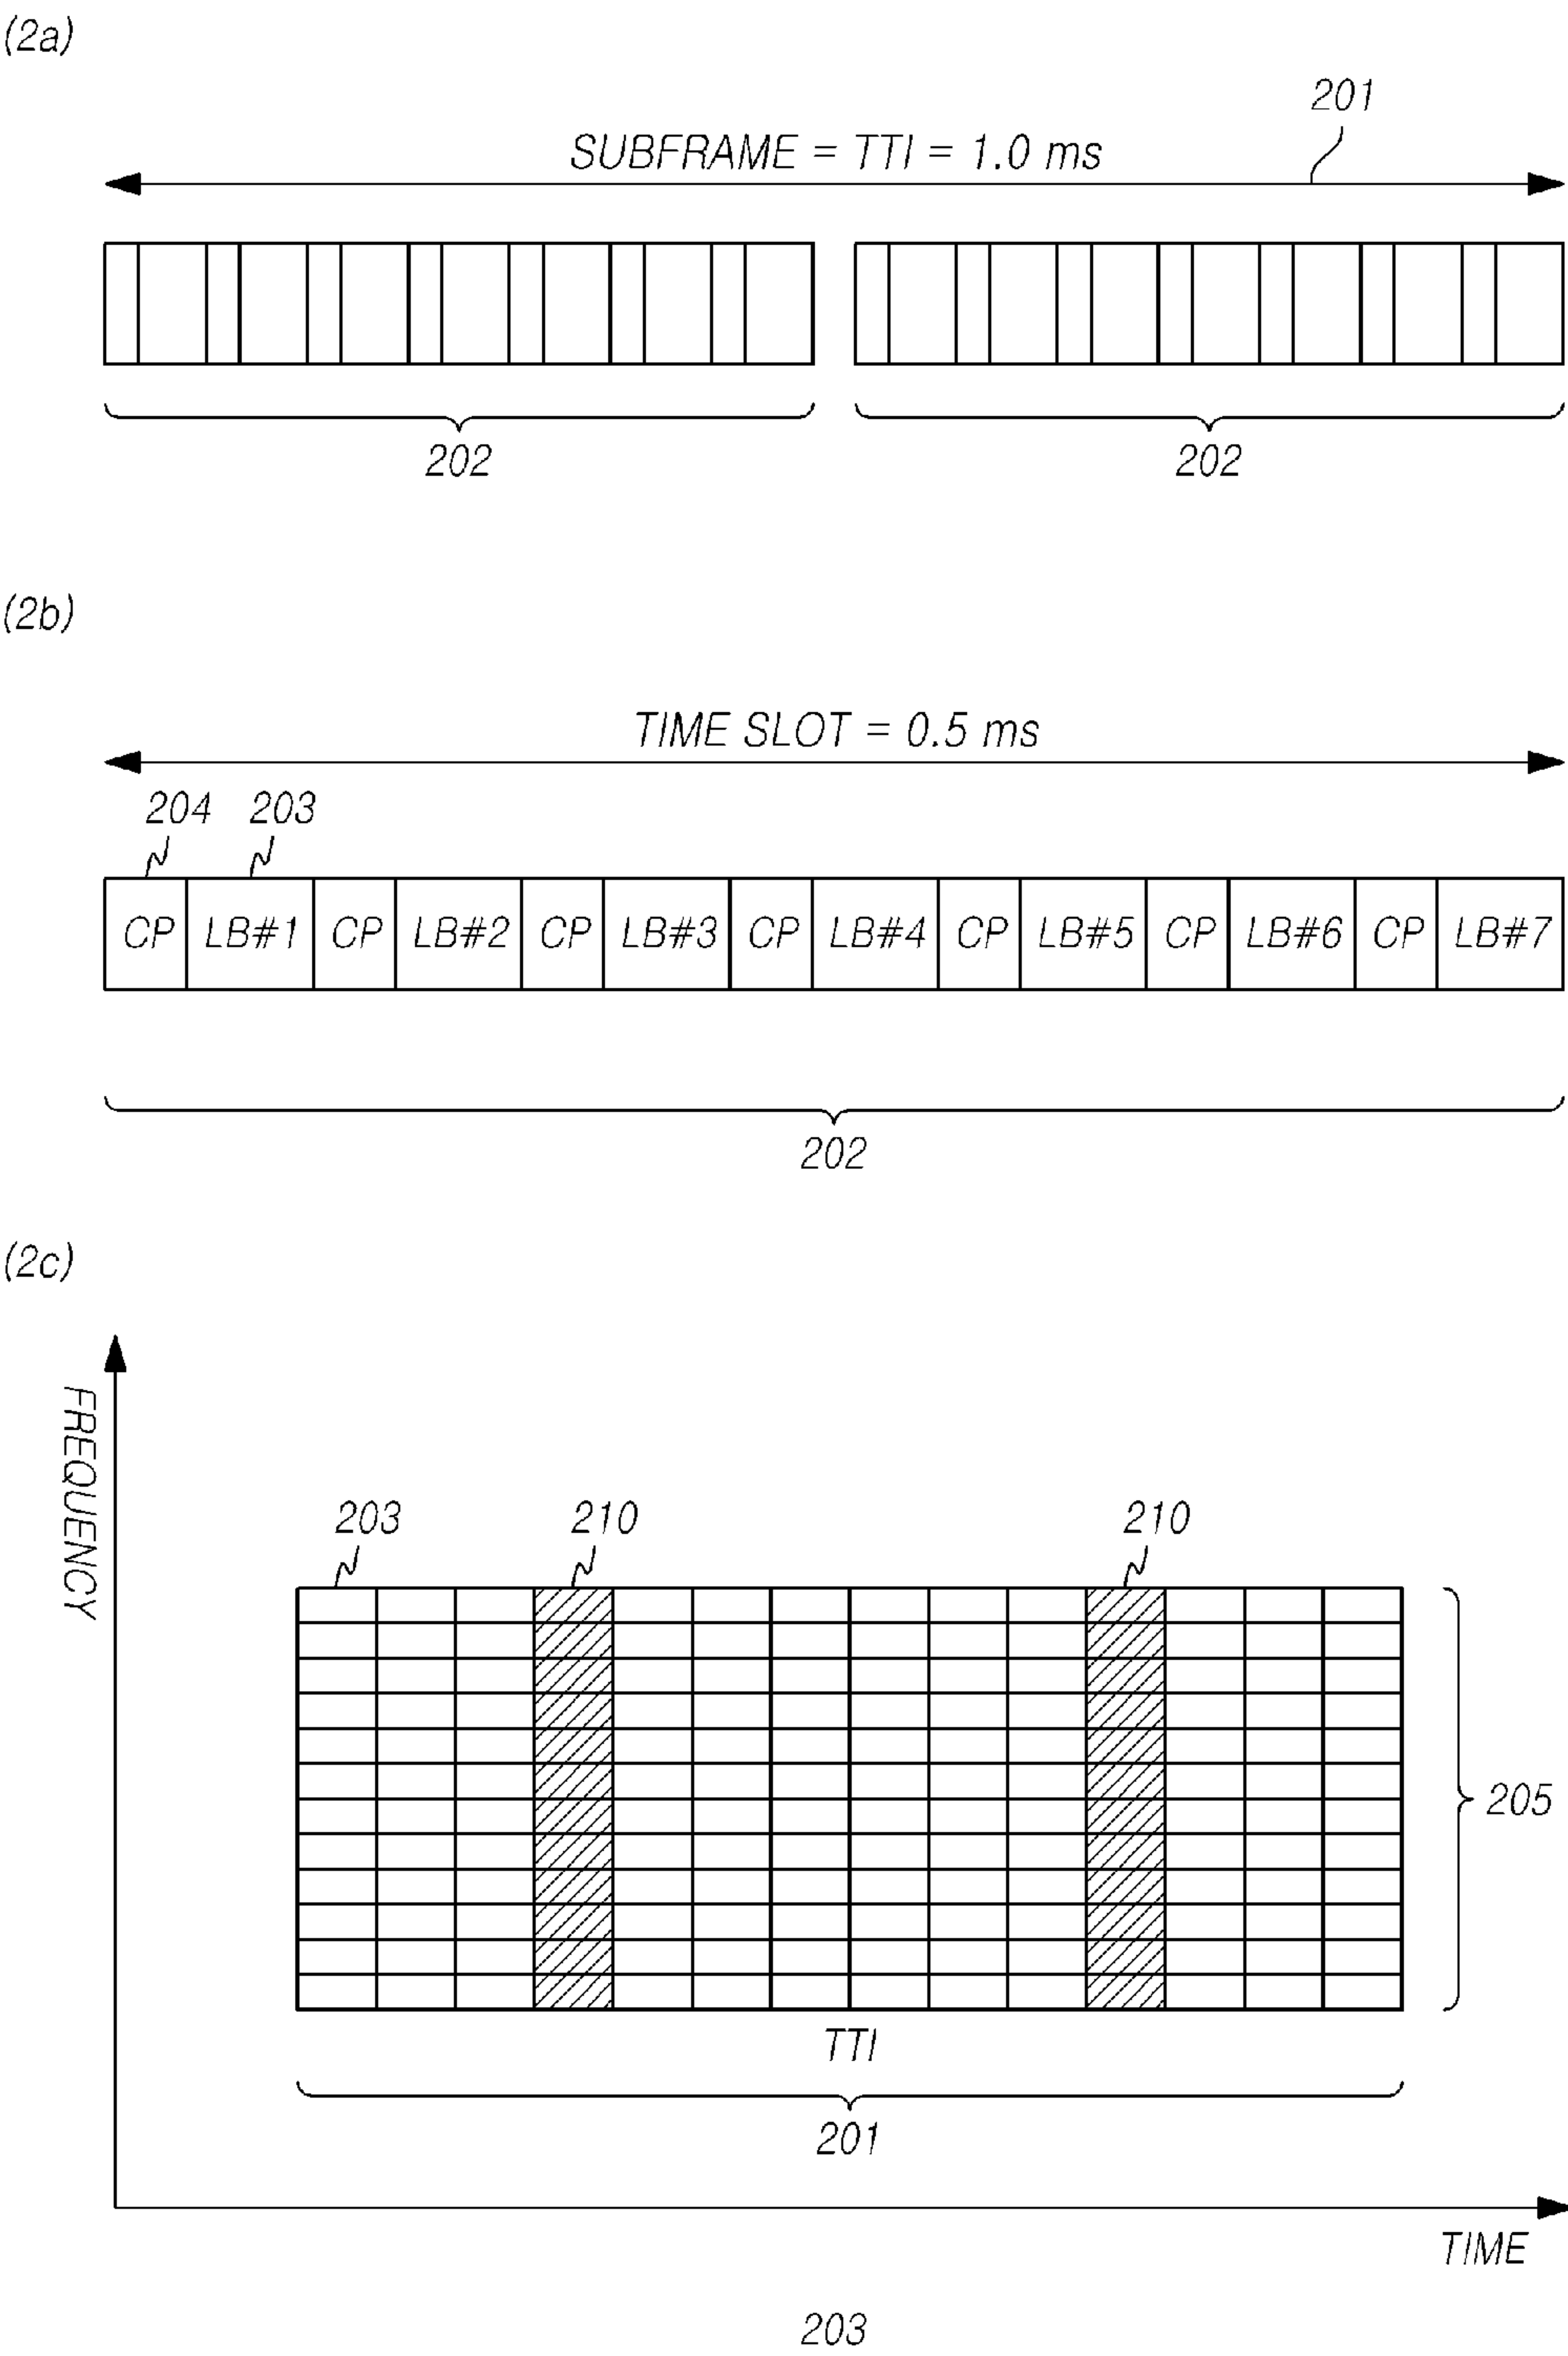 (2a)
201
SUBFRAME = TTI = 1.0 ms
202 202
(2b)
TIME SLOT = 0.5 ms
204 203
CP LB#1 CP LB#2 CP LB#3 CP LB#4 CP LB#5 CP LB#6 CP LB#7
202
(2c)
FREQUENCY
203 210 210
205
TTI
201
TIME
203